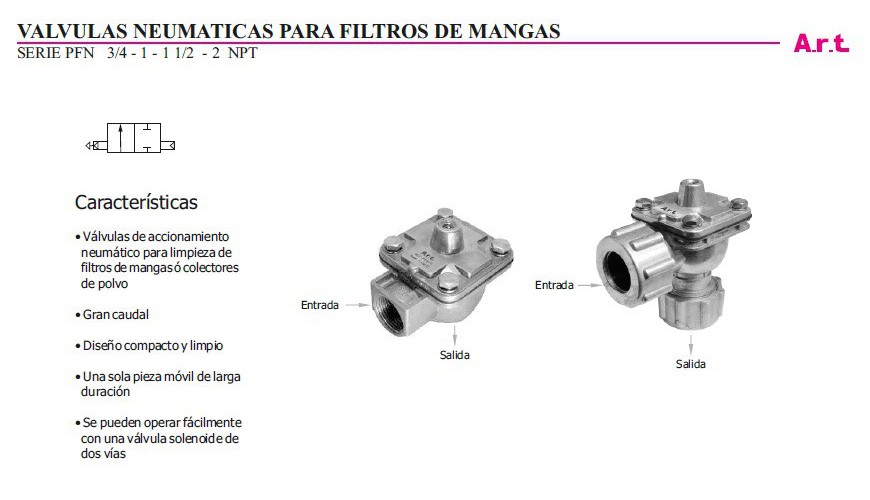 VALVULAS NEUMATICAS PARA FILTROS DE MANGAS
SERIE PFN 3/4 - 1 - 1 1/2 - 2 NPT
A.r.t.
Características
• Válvulas de accionamiento
neumático para limpieza de
filtros de mangas ó colectores
de polvo
• Gran caudal
• Diseño compacto y limpio
• Una sola pieza móvil de larga
duración
• Se pueden operar fácilmente
con una válvula solenoide de
dos vías
Entrada
A.r.t.
Salida
Entrada
A.r.t.
Salida